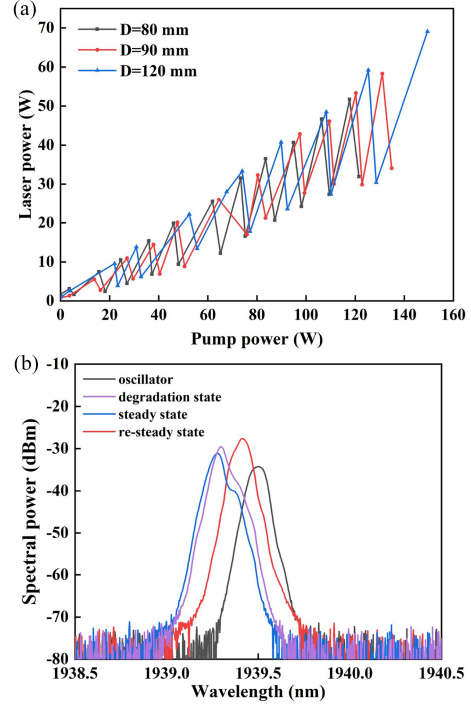 (a)
D=80 mm
D=90 mm
D=120 mm
Laser power (W)
70
60
50
40
30
20
10
0
0 20 40 60 80 100 120 140 160
Pump power (W)
(b)
oscillator
degradation state
steady state
re-steady state
Spectral power (dBm)
-10
-20
-30
-40
-50
-60
-70
-80
1938.5 1939.0 1939.5 1940.0 1940.5
Wavelength (nm)